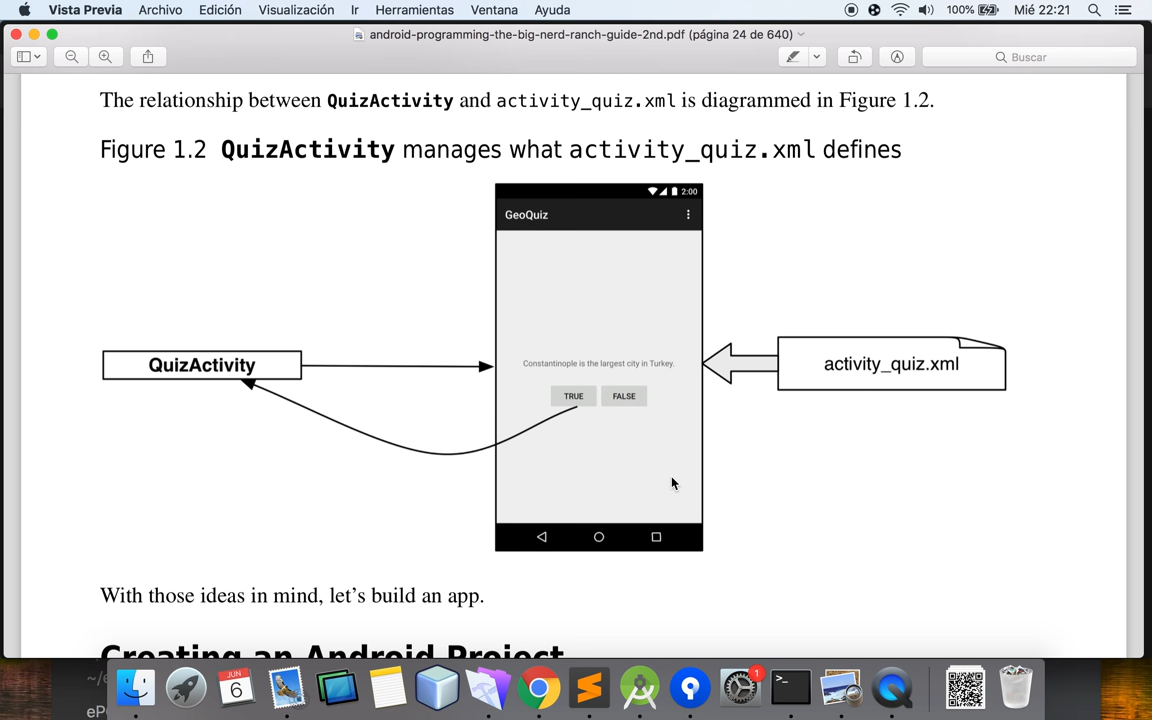 Vista Previa Archivo Edición Visualización Ir Herramientas Ventana Ayuda 100% Mié 22:21
android-programming-the-big-nerd-ranch-guide-2nd.pdf (página 24 de 640)
Buscar
The relationship between QuizActivity and activity_quiz.xml is diagrammed in Figure 1.2.
Figure 1.2 QuizActivity manages what activity_quiz.xml defines
2:00
GeoQuiz
QuizActivity
Constantinople is the largest city in Turkey.
activity_quiz.xml
TRUE FALSE
With those ideas in mind, let's build an app.
Creating an Android Project
JUN
6
1
>_